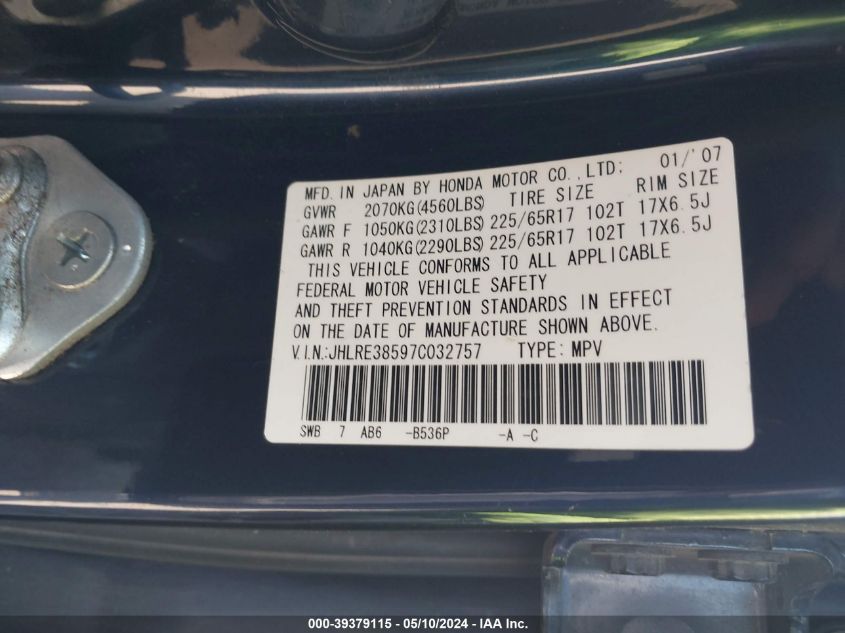 MFD. IN JAPAN BY HONDA MOTOR CO., LTD; 01/'07
GVWR 2070KG(4560LBS) TIRE SIZE RIM SIZE
GAWR F 1050KG(2310LBS) 225/65R17 102T 17X6.5J
GAWR R 1040KG(2290LBS) 225/65R17 102T 17X6.5J
THIS VEHICLE CONFORMS TO ALL APPLICABLE
FEDERAL MOTOR VEHICLE SAFETY
AND THEFT PREVENTION STANDARDS IN EFFECT
ON THE DATE OF MANUFACTURE SHOWN ABOVE.
V.I.N.:JHLRE38597C032757 TYPE: MPV
SWB 7 AB6 -B536P -A -C
000-39379115 - 05/10/2024 - IAA Inc.